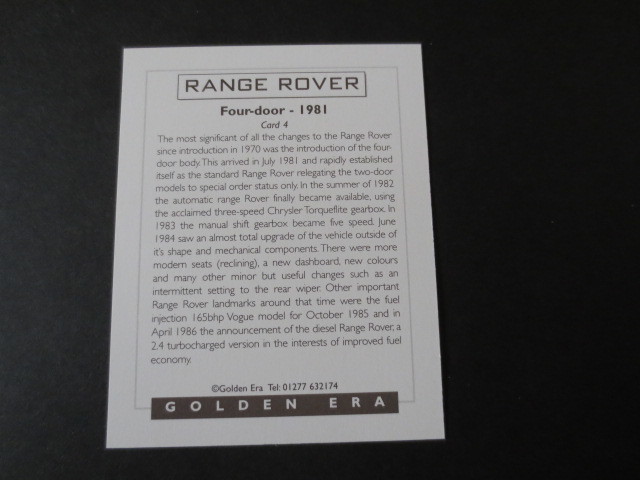 RANGE ROVER
Four-door - 1981
Card 4
The most significant of all the changes to the Range Rover
since introduction in 1970 was the introduction of the four-
door body. This arrived in July 1981 and rapidly established
itself as the standard Range Rover relegating the two-door
models to special order status only. In the summer of 1982
the automatic range Rover finally became available, using
the acclaimed three-speed Chrysler Torqueflite gearbox. In
1983 the manual shift gearbox became five speed. June
1984 saw an almost total upgrade of the vehicle outside of
it's shape and mechanical components. There were more
modern seats (reclining), a new dashboard, new colours
and many other minor but useful changes such as an
intermittent setting to the rear wiper. Other important
Range Rover landmarks around that time were the fuel
injection 165bhp Vogue model for October 1985 and in
April 1986 the announcement of the diesel Range Rover, a
2.4 turbocharged version in the interests of improved fuel
economy.
©Golden Era Tel: 01277 632174
GOLDEN ERA